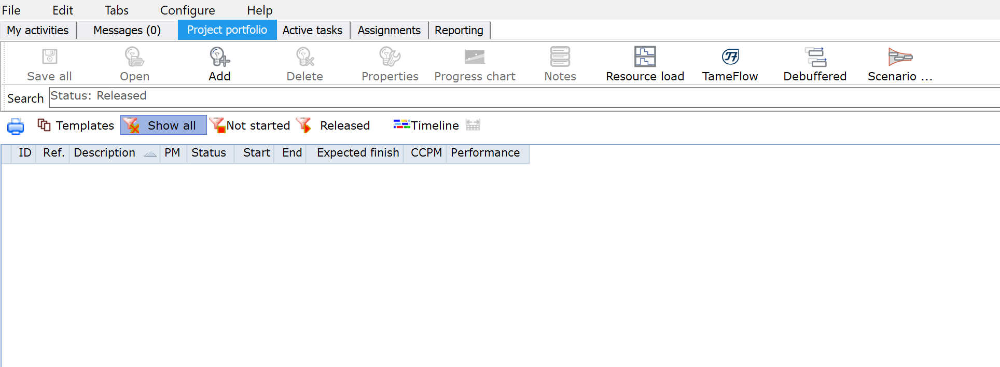 File Edit Tabs Configure Help
My activities Messages (0) Project portfolio Active tasks Assignments Reporting
Save all Open Add Delete Properties Progress chart Notes Resource load TameFlow Debuffered Scenario ...
Search Status: Released
Templates Show all Not started Released Timeline
ID Ref. Description PM Status Start End Expected finish CCPM Performance